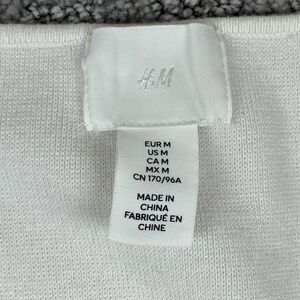 H&M
EUR M
US M
CA M
MX M
CN 170/96A
MADE IN
CHINA
FABRIQUÉ EN
CHINE